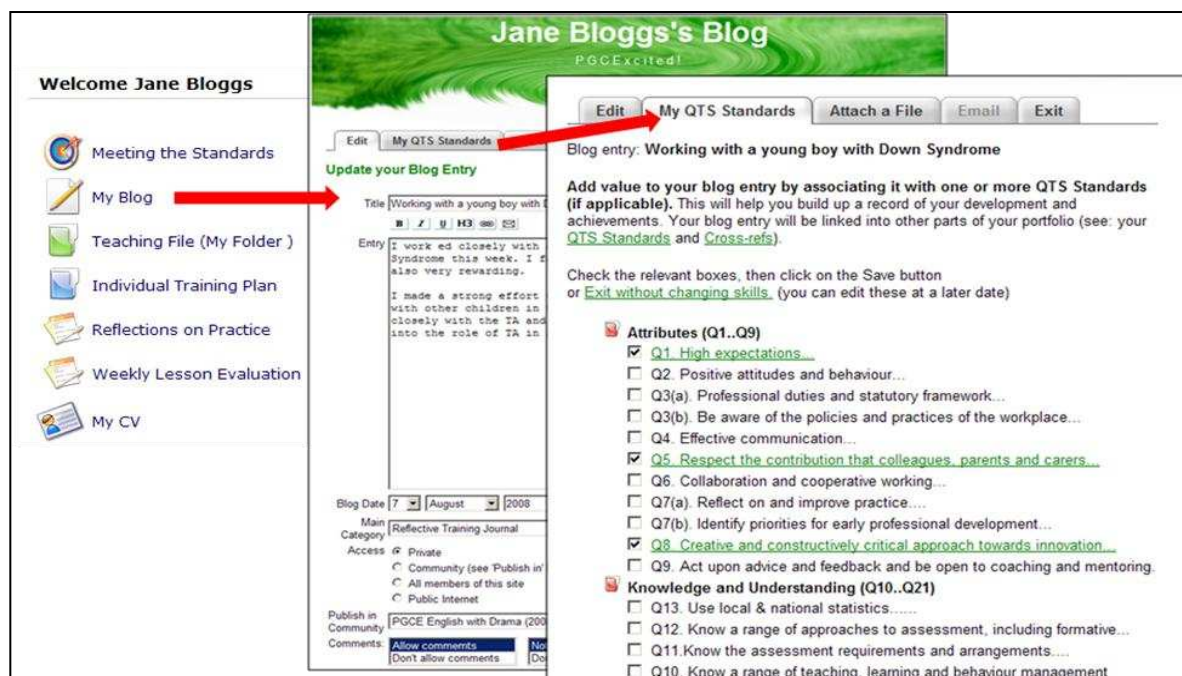 Welcome Jane Bloggs
Meeting the Standards
My Blog
Teaching File (My Folder )
Individual Training Plan
Reflections on Practice
Weekly Lesson Evaluation
My CV
Jane Bloggs's Blog
PGCExcited!
Edit
My QTS Standards
Update your Blog Entry
Title
Working with a young boy with
B I U H3
Entry
I work ed closely with
Syndrome this week. I
also very rewarding.
I made a strong effort
with other children in
closely with the TA and
into the role of TA in
Blog Date 7 August 2008
Main
Category
Reflective Training Journal
Access
Private
Community (see 'Publish in'
All members of this site
Public Internet
Publish in
Community
PGCE English with Drama (200
Comments:
Allow commemts
Don't allow comments
Edit
My QTS Standards
Attach a File
Email
Exit
Blog entry: Working with a young boy with Down Syndrome
Add value to your blog entry by associating it with one or more QTS Standards
(if applicable). This will help you build up a record of your development and
achievements. Your blog entry will be linked into other parts of your portfolio (see: your
QTS Standards and Cross-refs).
Check the relevant boxes, then click on the Save button
or Exit without changing skills. (you can edit these at a later date)
Attributes (Q1..Q9)
Q1. High expectations...
Q2. Positive attitudes and behaviour...
Q3(a). Professional duties and statutory framework...
Q3(b). Be aware of the policies and practices of the workplace...
Q4. Effective communication...
Q5. Respect the contribution that colleagues, parents and carers...
Q6. Collaboration and cooperative working...
Q7(a). Reflect on and improve practice....
Q7(b). Identify priorities for early professional development...
Q8. Creative and constructively critical approach towards innovation...
Q9. Act upon advice and feedback and be open to coaching and mentoring.
Knowledge and Understanding (Q10..Q21)
Q13. Use local & national statistics......
Q12. Know a range of approaches to assessment, including formative...
Q11.Know the assessment requirements and arrangements....
Q10. Know a range of teaching, learning and behaviour management